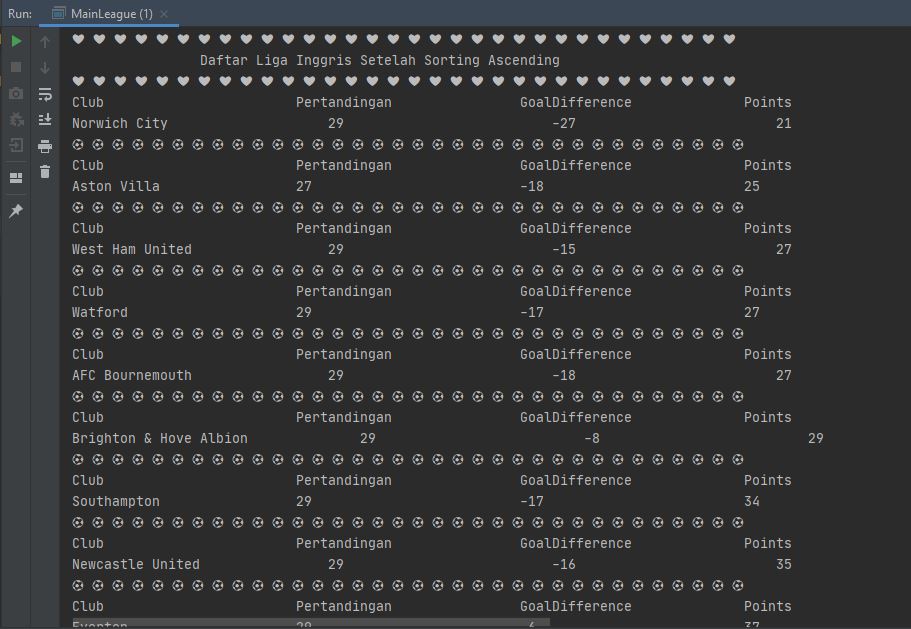 Run: MainLeague (1) ×
♥ ♥ ♥ ♥ ♥ ♥ ♥ ♥ ♥ ♥ ♥ ♥ ♥ ♥ ♥ ♥ ♥ ♥ ♥ ♥ ♥ ♥ ♥ ♥ ♥ ♥ ♥ ♥ ♥ ♥ ♥ ♥
Daftar Liga Inggris Setelah Sorting Ascending
♥ ♥ ♥ ♥ ♥ ♥ ♥ ♥ ♥ ♥ ♥ ♥ ♥ ♥ ♥ ♥ ♥ ♥ ♥ ♥ ♥ ♥ ♥ ♥ ♥ ♥ ♥ ♥ ♥ ♥ ♥ ♥
Club Pertandingan GoalDifference Points
Norwich City 29 -27 21
⚽ ⚽ ⚽ ⚽ ⚽ ⚽ ⚽ ⚽ ⚽ ⚽ ⚽ ⚽ ⚽ ⚽ ⚽ ⚽ ⚽ ⚽ ⚽ ⚽ ⚽ ⚽ ⚽ ⚽ ⚽ ⚽ ⚽ ⚽ ⚽ ⚽ ⚽ ⚽ ⚽ ⚽
Club Pertandingan GoalDifference Points
Aston Villa 27 -18 25
⚽ ⚽ ⚽ ⚽ ⚽ ⚽ ⚽ ⚽ ⚽ ⚽ ⚽ ⚽ ⚽ ⚽ ⚽ ⚽ ⚽ ⚽ ⚽ ⚽ ⚽ ⚽ ⚽ ⚽ ⚽ ⚽ ⚽ ⚽ ⚽ ⚽ ⚽ ⚽ ⚽ ⚽
Club Pertandingan GoalDifference Points
West Ham United 29 -15 27
⚽ ⚽ ⚽ ⚽ ⚽ ⚽ ⚽ ⚽ ⚽ ⚽ ⚽ ⚽ ⚽ ⚽ ⚽ ⚽ ⚽ ⚽ ⚽ ⚽ ⚽ ⚽ ⚽ ⚽ ⚽ ⚽ ⚽ ⚽ ⚽ ⚽ ⚽ ⚽ ⚽ ⚽
Club Pertandingan GoalDifference Points
Watford 29 -17 27
⚽ ⚽ ⚽ ⚽ ⚽ ⚽ ⚽ ⚽ ⚽ ⚽ ⚽ ⚽ ⚽ ⚽ ⚽ ⚽ ⚽ ⚽ ⚽ ⚽ ⚽ ⚽ ⚽ ⚽ ⚽ ⚽ ⚽ ⚽ ⚽ ⚽ ⚽ ⚽ ⚽ ⚽
Club Pertandingan GoalDifference Points
AFC Bournemouth 29 -18 27
⚽ ⚽ ⚽ ⚽ ⚽ ⚽ ⚽ ⚽ ⚽ ⚽ ⚽ ⚽ ⚽ ⚽ ⚽ ⚽ ⚽ ⚽ ⚽ ⚽ ⚽ ⚽ ⚽ ⚽ ⚽ ⚽ ⚽ ⚽ ⚽ ⚽ ⚽ ⚽ ⚽ ⚽
Club Pertandingan GoalDifference Points
Brighton & Hove Albion 29 -8 29
⚽ ⚽ ⚽ ⚽ ⚽ ⚽ ⚽ ⚽ ⚽ ⚽ ⚽ ⚽ ⚽ ⚽ ⚽ ⚽ ⚽ ⚽ ⚽ ⚽ ⚽ ⚽ ⚽ ⚽ ⚽ ⚽ ⚽ ⚽ ⚽ ⚽ ⚽ ⚽ ⚽ ⚽
Club Pertandingan GoalDifference Points
Southampton 29 -17 34
⚽ ⚽ ⚽ ⚽ ⚽ ⚽ ⚽ ⚽ ⚽ ⚽ ⚽ ⚽ ⚽ ⚽ ⚽ ⚽ ⚽ ⚽ ⚽ ⚽ ⚽ ⚽ ⚽ ⚽ ⚽ ⚽ ⚽ ⚽ ⚽ ⚽ ⚽ ⚽ ⚽ ⚽
Club Pertandingan GoalDifference Points
Newcastle United 29 -16 35
⚽ ⚽ ⚽ ⚽ ⚽ ⚽ ⚽ ⚽ ⚽ ⚽ ⚽ ⚽ ⚽ ⚽ ⚽ ⚽ ⚽ ⚽ ⚽ ⚽ ⚽ ⚽ ⚽ ⚽ ⚽ ⚽ ⚽ ⚽ ⚽ ⚽ ⚽ ⚽ ⚽ ⚽
Club Pertandingan GoalDifference Points
Everton 29 37